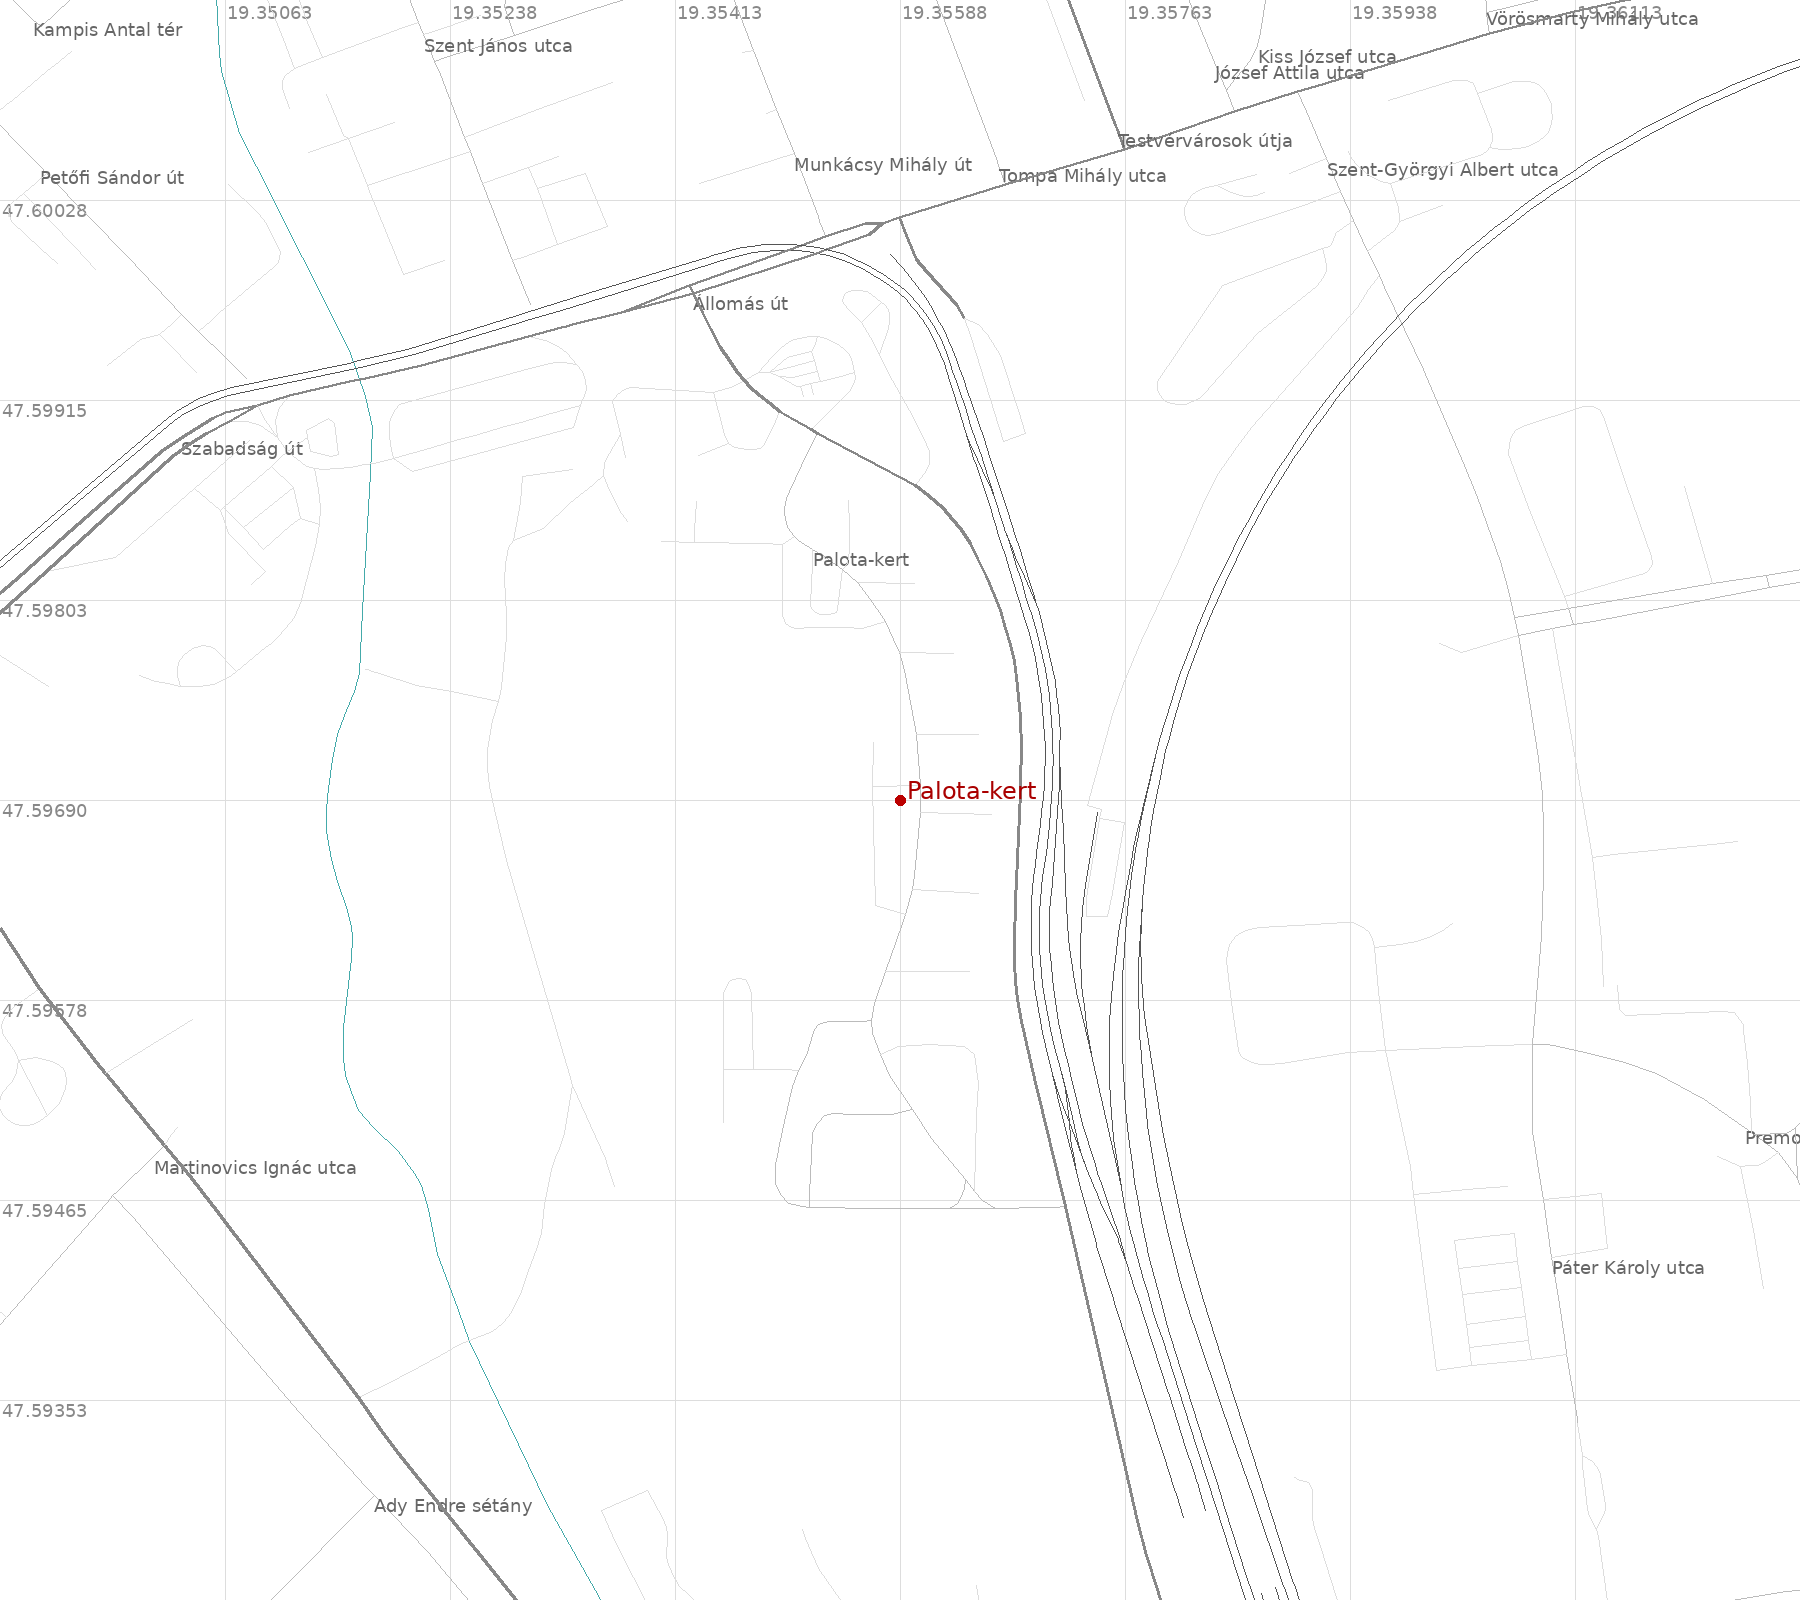 19.35063
19.35238
19.35413
19.35588
19.35763
19.35938
19.36113
Vörösmarty Mihály utca
Kampis Antal tér
Szent János utca
Kiss József utca
József Attila utca
Testvérvárosok útja
Munkácsy Mihály út
Szent-Györgyi Albert utca
Tompa Mihály utca
Petőfi Sándor út
47.60028
Állomás út
47.59915
Szabadság út
Palota-kert
47.59803
Palota-kert
47.59690
47.59578
Premo
Martinovics Ignác utca
47.59465
Páter Károly utca
47.59353
Ady Endre sétány